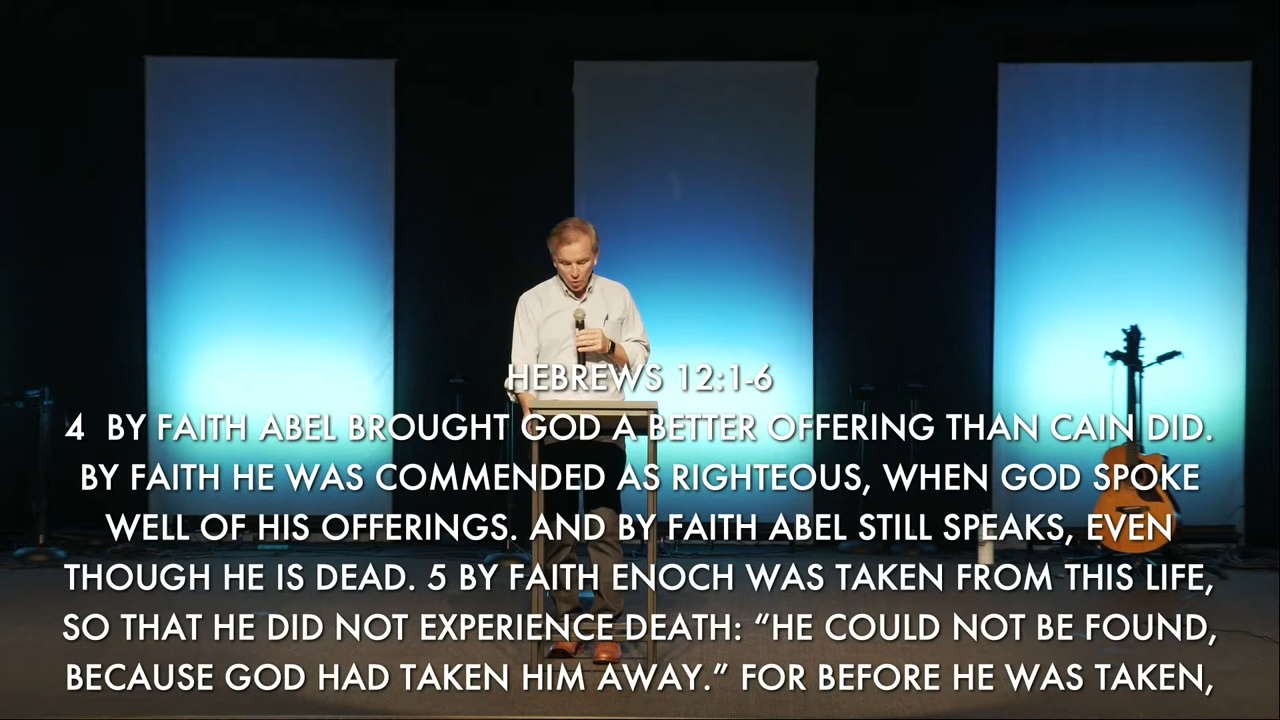 HEBREWS 12:1-6
4 BY FAITH ABEL BROUGHT GOD A BETTER OFFERING THAN CAIN DID.
BY FAITH HE WAS COMMENDED AS RIGHTEOUS, WHEN GOD SPOKE
WELL OF HIS OFFERINGS. AND BY FAITH ABEL STILL SPEAKS, EVEN
THOUGH HE IS DEAD. 5 BY FAITH ENOCH WAS TAKEN FROM THIS LIFE,
SO THAT HE DID NOT EXPERIENCE DEATH: “HE COULD NOT BE FOUND,
BECAUSE GOD HAD TAKEN HIM AWAY.” FOR BEFORE HE WAS TAKEN,